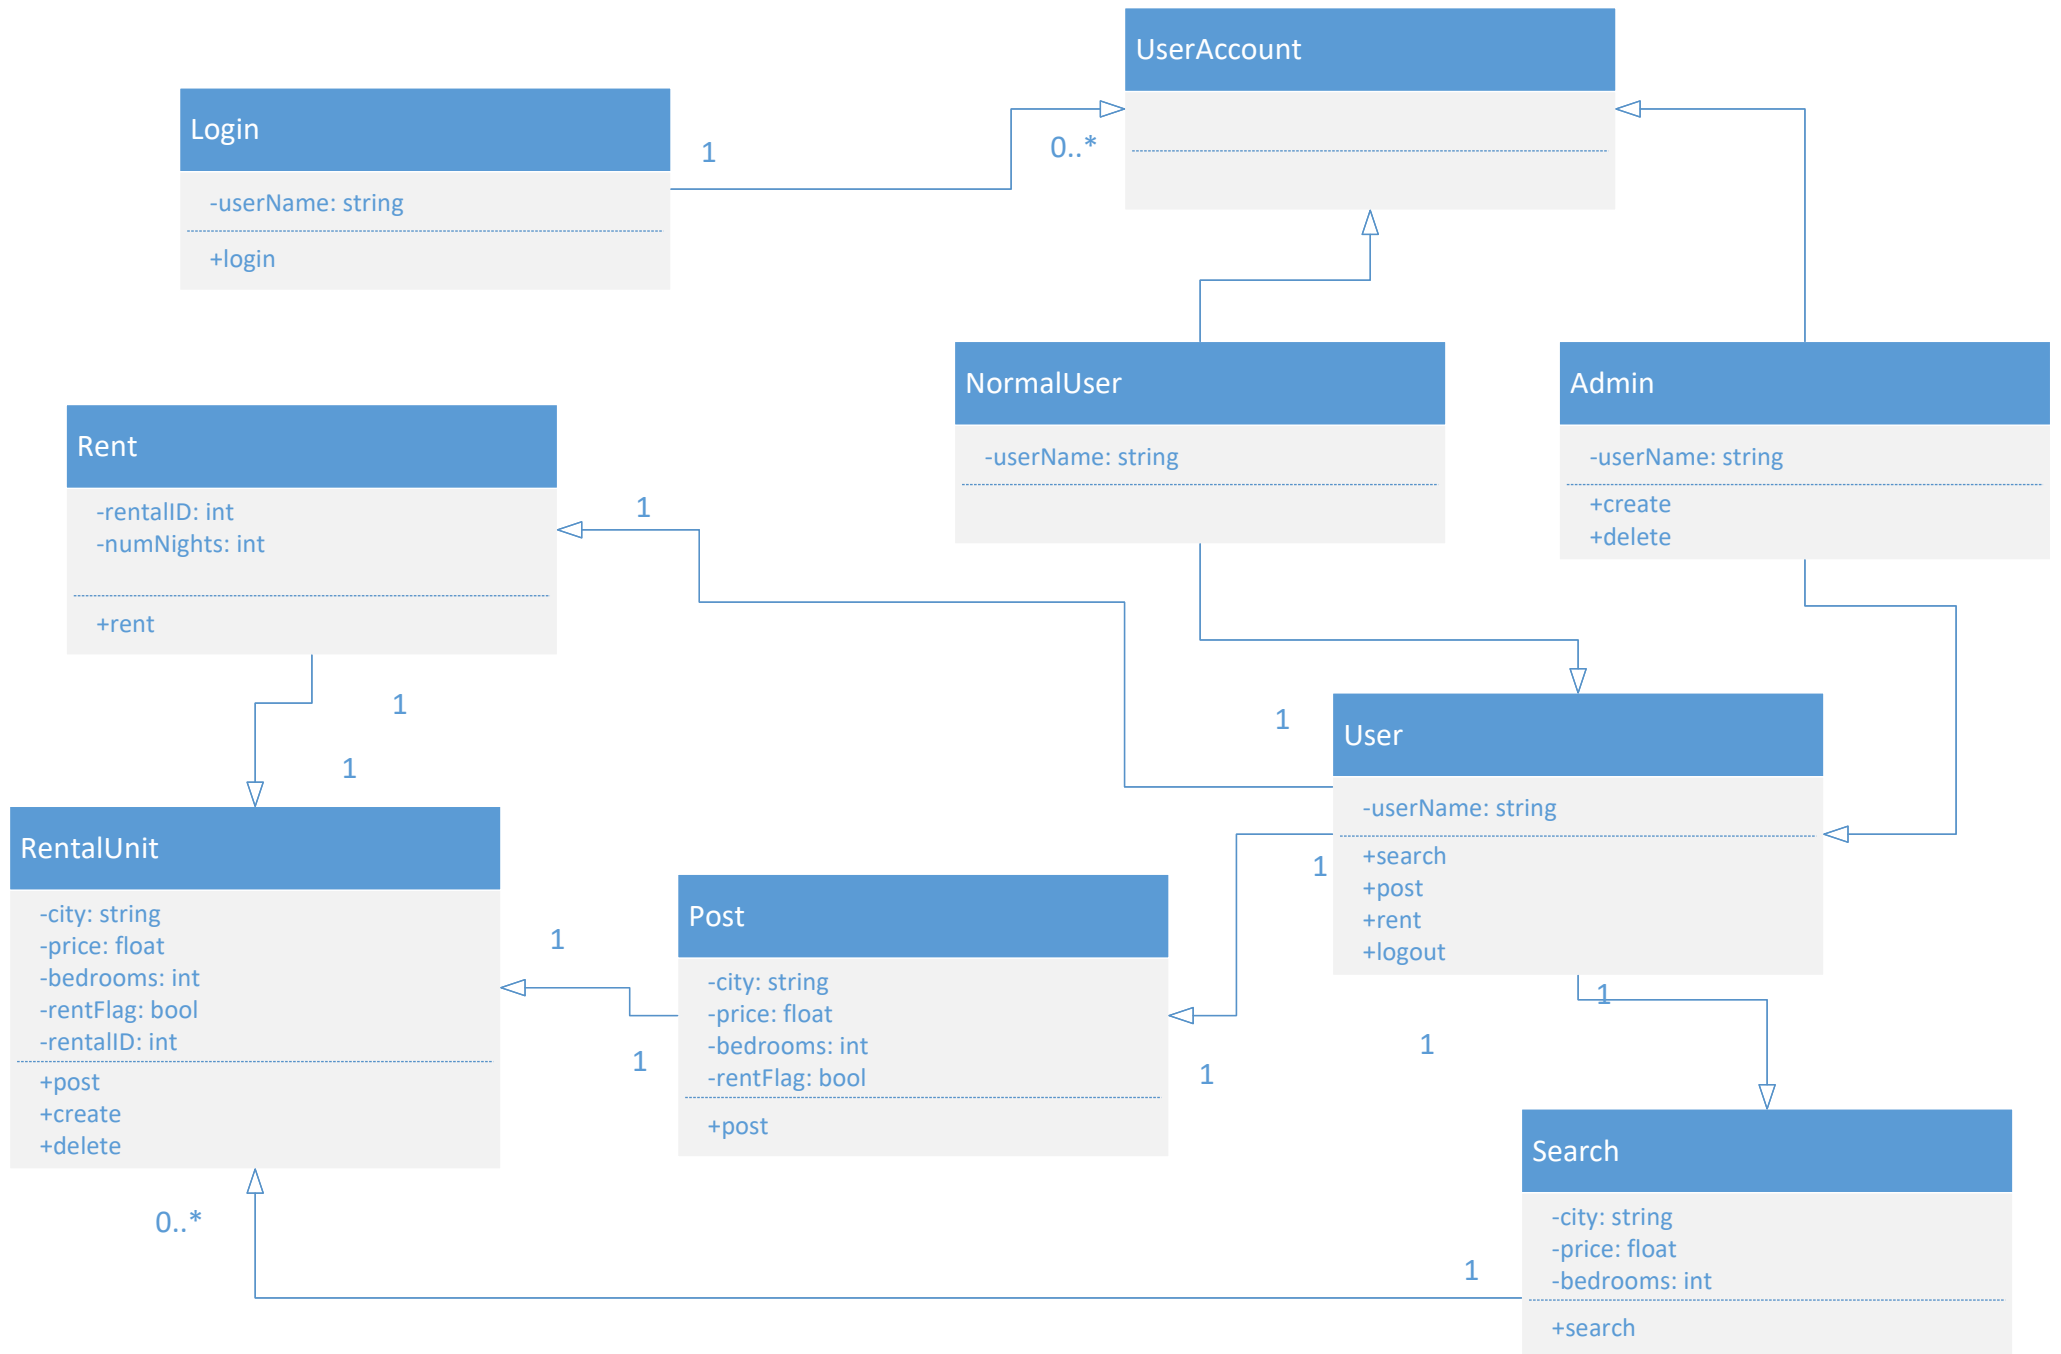 UserAccount
Login
1
0..*
-userName: string
+login
NormalUser
-userName: string
Admin
-userName: string
+create
+delete
Rent
-rentalID: int
-numNights: int
+rent
1
1
1
1
User
-userName: string
+search
+post
+rent
+logout
1
1
1
1
RentalUnit
-city: string
-price: float
-bedrooms: int
-rentFlag: bool
-rentalID: int
+post
+create
+delete
1
1
Post
-city: string
-price: float
-bedrooms: int
-rentFlag: bool
+post
Search
-city: string
-price: float
-bedrooms: int
+search
0..*
1